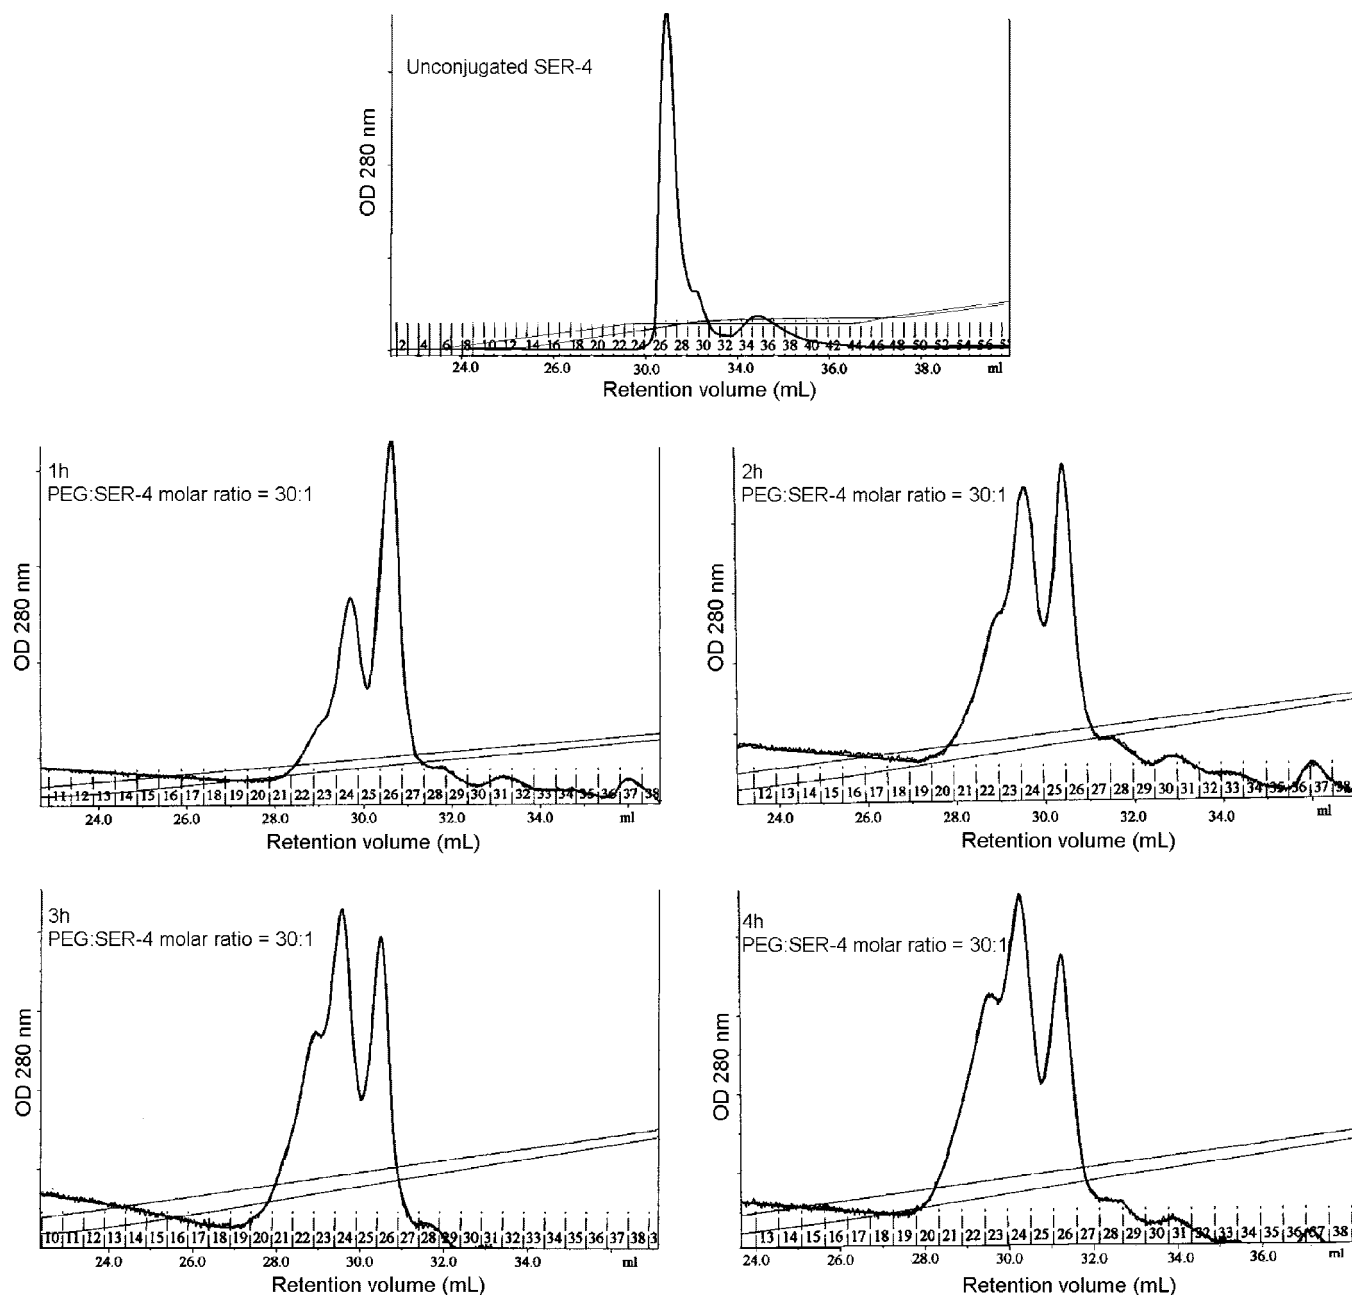 Unconjugated SER-4
OD 280 nm
2 4 6 8 10 12 14 16 18 20 22 24 26 28 30 32 34 36 38 40 42 44 46 48 50 52 54 56
24.0 26.0 30.0 34.0 36.0 38.0 ml
Retention volume (mL)
1h
PEG:SER-4 molar ratio = 30:1
OD 280 nm
11 12 13 14 15 16 17 18 19 20 21 22 23 24 25 26 27 28 29 30 31 32 33 34 35 36 37 38
24.0 26.0 28.0 30.0 32.0 34.0 ml
Retention volume (mL)
2h
PEG:SER-4 molar ratio = 30:1
OD 280 nm
12 13 14 15 16 17 18 19 20 21 22 23 24 25 26 27 28 29 30 31 32 33 34 35 36 37 38
24.0 26.0 28.0 30.0 32.0 34.0 ml
Retention volume (mL)
3h
PEG:SER-4 molar ratio = 30:1
OD 280 nm
10 11 12 13 14 15 16 17 18 19 20 21 22 23 24 25 26 27 28 29 30 31 32 33 34 35 36 37 38 3
24.0 26.0 28.0 30.0 32.0 34.0 ml
Retention volume (mL)
4h
PEG:SER-4 molar ratio = 30:1
OD 280 nm
13 14 15 16 17 18 19 20 21 22 23 24 25 26 27 28 29 30 31 32 33 34 35 36 37 38
24.0 26.0 28.0 30.0 32.0 34.0 36.0 ml
Retention volume (mL)